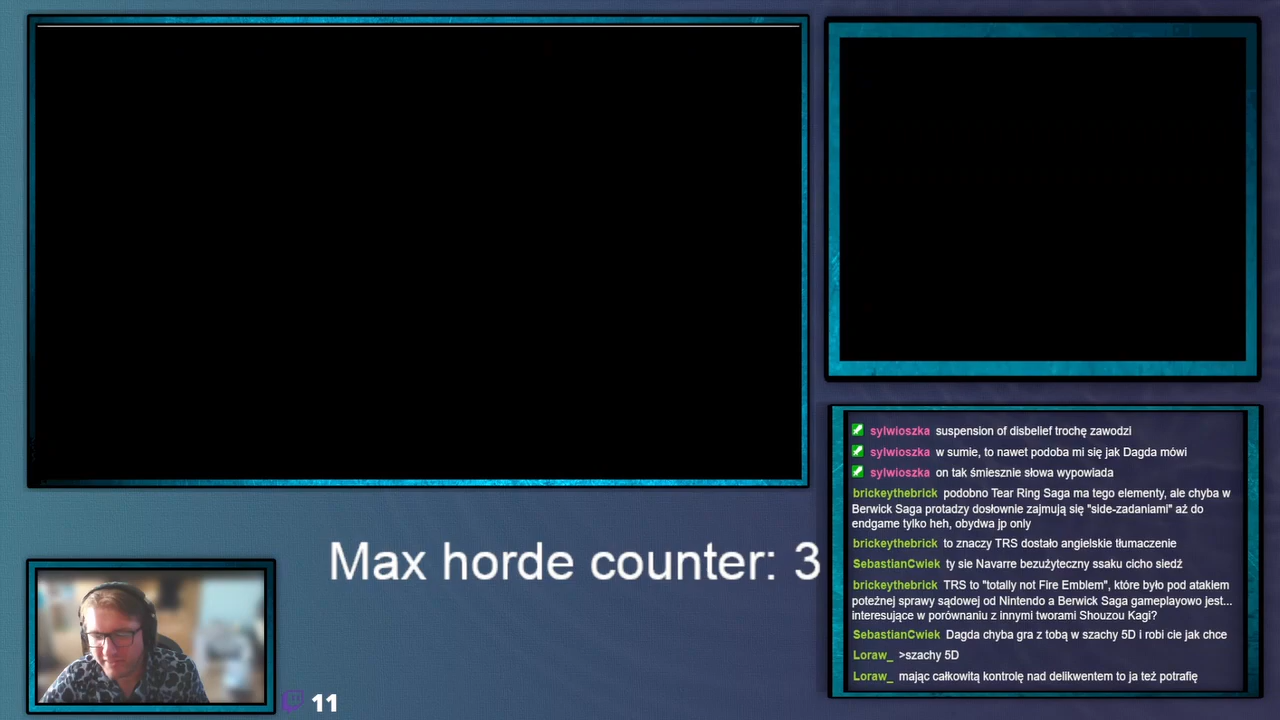 sylwioszka suspension of disbelief trochę zawodzi
sylwioszka w sumie, to nawet podoba mi się jak Dagda mówi
sylwioszka on tak śmiesznie słowa wypowiada
brickeythebrick podobno Tear Ring Saga ma tego elementy, ale chyba w
Berwick Saga protadzy dosłownie zajmują się "side-zadaniami" aż do
endgame tylko heh, obydwa jp only
brickeythebrick to znaczy TRS dostało angielskie tłumaczenie
SebastianCwiek ty sie Navarre bezużyteczny ssaku cicho siedź
brickeythebrick TRS to "totally not Fire Emblem", które było pod atakiem
poteżnej sprawy sądowej od Nintendo a Berwick Saga gameplayowo jest...
interesujące w porównaniu z innymi tworami Shouzou Kagi?
SebastianCwiek Dagda chyba gra z tobą w szachy 5D i robi cie jak chce
Loraw_ >szachy 5D
Loraw_ mając całkowitą kontrolę nad delikwentem to ja też potrafię
Max horde counter: 3
11